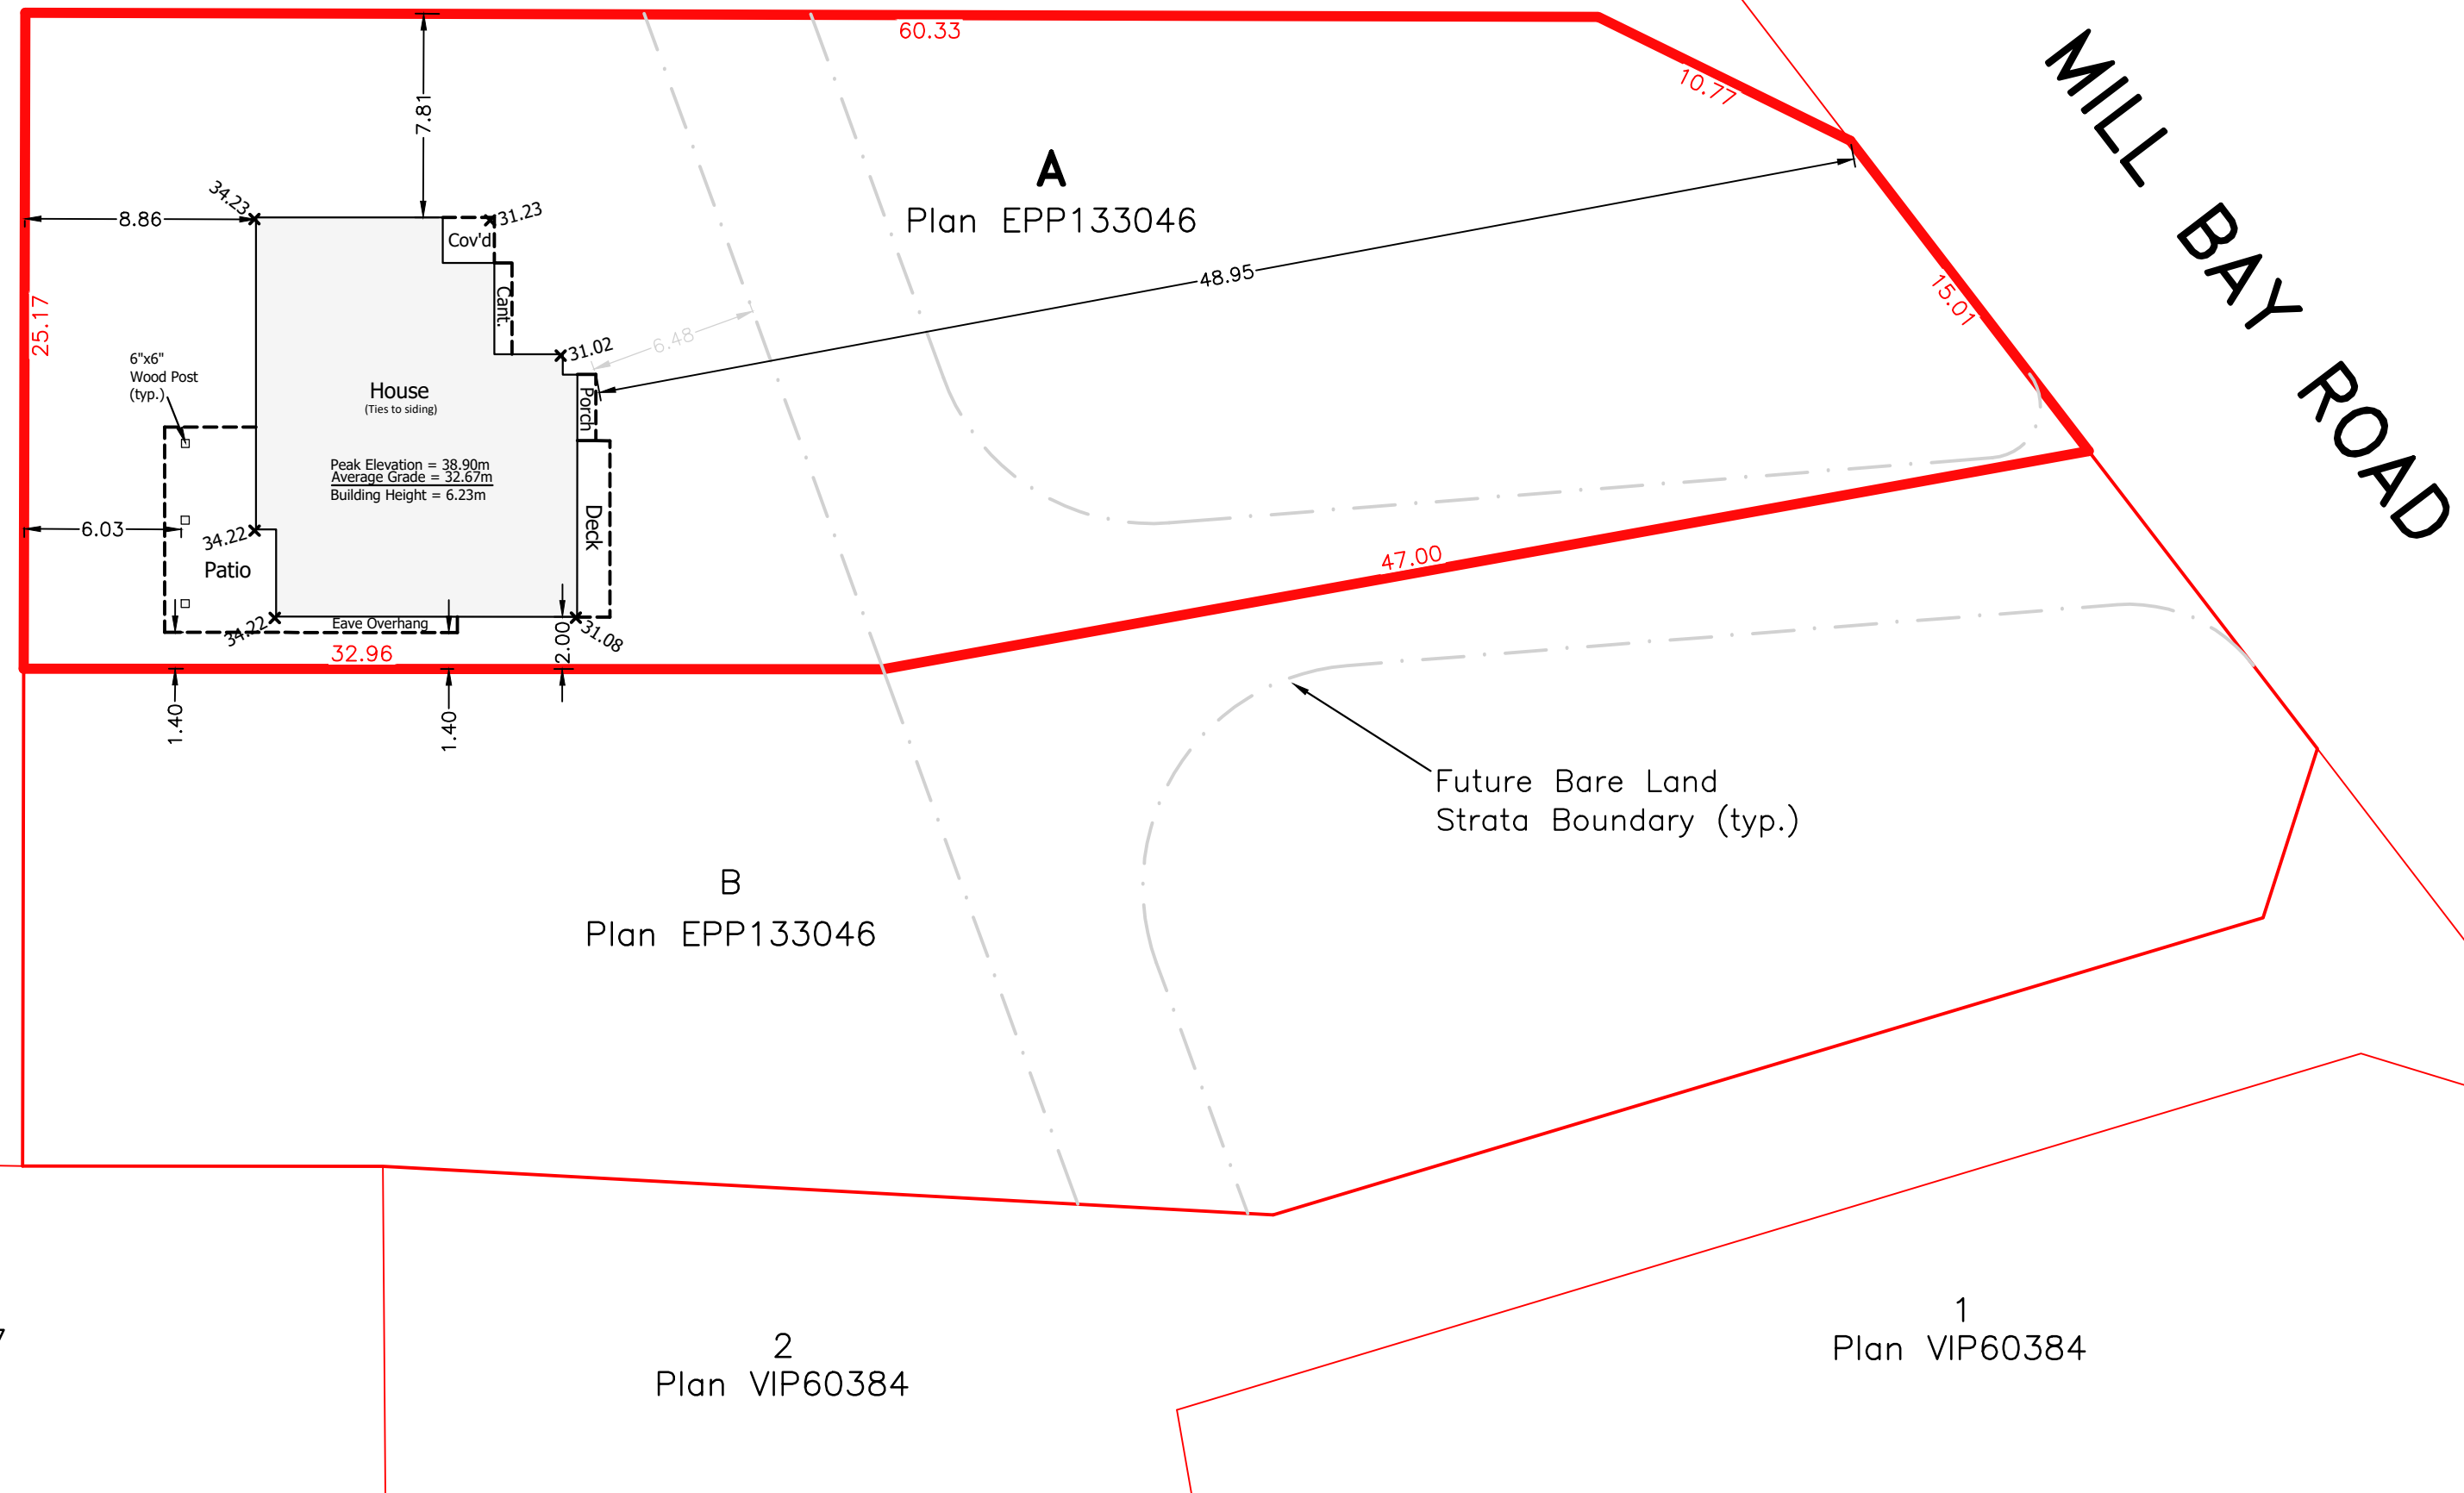 60.33
10.77
MILL BAY ROAD
7.81
A
Plan EPP133046
34.23
31.23
8.86
Cov'd
48.95
15.01
25.17
Cant.
6.48
31.02
6"x6"
Wood Post
(typ.)
House
(Ties to siding)
Porch
Peak Elevation = 38.90m
Average Grade = 32.67m
Building Height = 6.23m
6.03
34.22
Deck
Patio
47.00
34.22
Eave Overhang
2.00
31.08
32.96
1.40
1.40
Future Bare Land
Strata Boundary (typ.)
B
Plan EPP133046
1
Plan VIP60384
2
Plan VIP60384